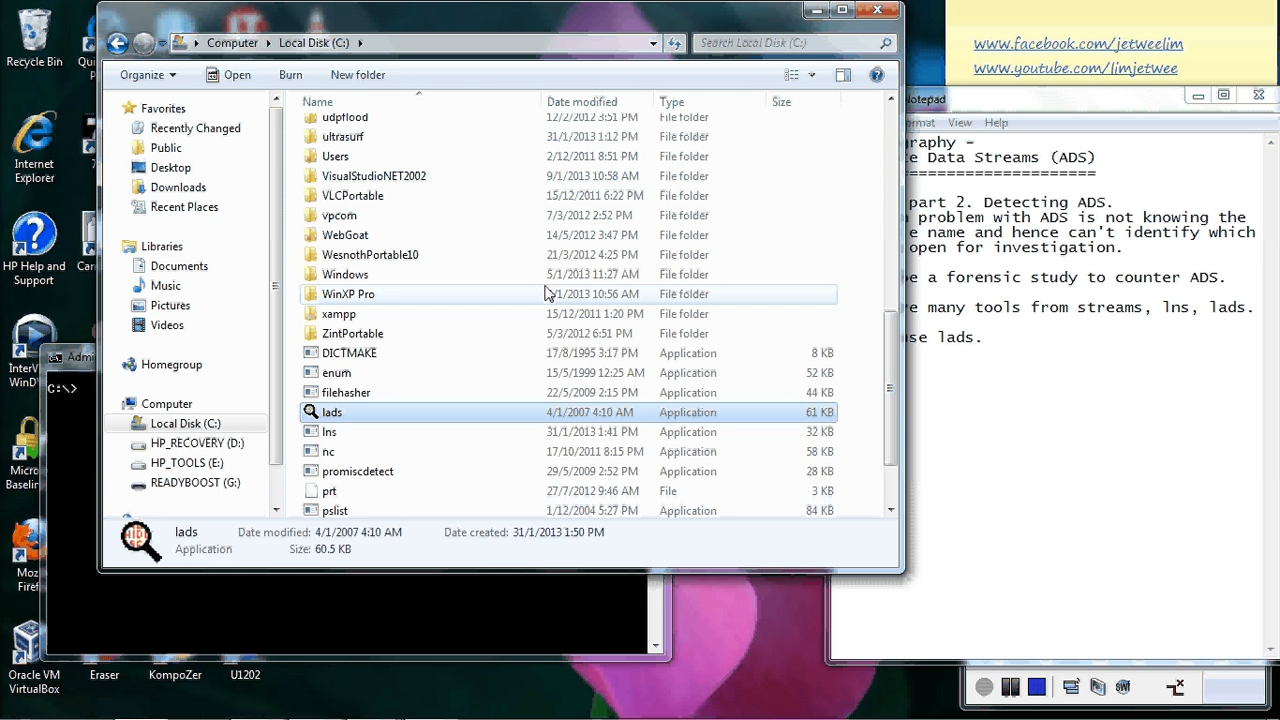 Recycle Bin
Internet
Explorer
HP Help and
Support
Oracle VM
VirtualBox
Eraser
KompoZer
U1202
C:\>
Computer
Local Disk (C:)
Search Local Disk (C:)
Organize
Open
Burn
New folder
Favorites
Recently Changed
Public
Desktop
Downloads
Recent Places
Libraries
Documents
Music
Pictures
Videos
Homegroup
Computer
Local Disk (C:)
HP_RECOVERY (D:)
HP_TOOLS (E:)
READYBOOST (G:)
Name Date modified Type Size
udpflood 12/2/2012 3:51 PM File folder
ultrasurf 31/1/2013 1:12 PM File folder
Users 2/12/2011 8:51 PM File folder
VisualStudioNET2002 9/1/2013 10:58 AM File folder
VLCPortable 15/12/2011 6:22 PM File folder
vpcom 7/3/2012 2:52 PM File folder
WebGoat 14/5/2012 3:47 PM File folder
WesnothPortable10 21/3/2012 4:25 PM File folder
Windows 5/1/2013 11:27 AM File folder
WinXP Pro /1/2013 10:56 AM File folder
xampp 15/12/2011 1:20 PM File folder
ZintPortable 5/3/2012 6:51 PM File folder
DICTMAKE 17/8/1995 3:17 PM Application 8 KB
enum 15/5/1999 12:25 AM Application 52 KB
filehasher 22/5/2009 2:15 PM Application 44 KB
lads 4/1/2007 4:10 AM Application 61 KB
lns 31/1/2013 1:41 PM Application 32 KB
nc 17/10/2011 8:15 PM Application 58 KB
promiscdetect 29/5/2009 2:52 PM Application 28 KB
prt 27/7/2012 9:46 AM File 3 KB
pslist 1/12/2004 5:27 PM Application 84 KB
lads Date modified: 4/1/2007 4:10 AM Date created: 31/1/2013 1:50 PM
Application Size: 60.5 KB
www.facebook.com/jetweelim
www.youtube.com/limjetwee
Notepad
View Help
graphy -
Data Streams (ADS)
====================
part 2. Detecting ADS.
problem with ADS is not knowing the
name and hence can't identify which
open for investigation.
a forensic study to counter ADS.
many tools from streams, lns, lads.
lads.